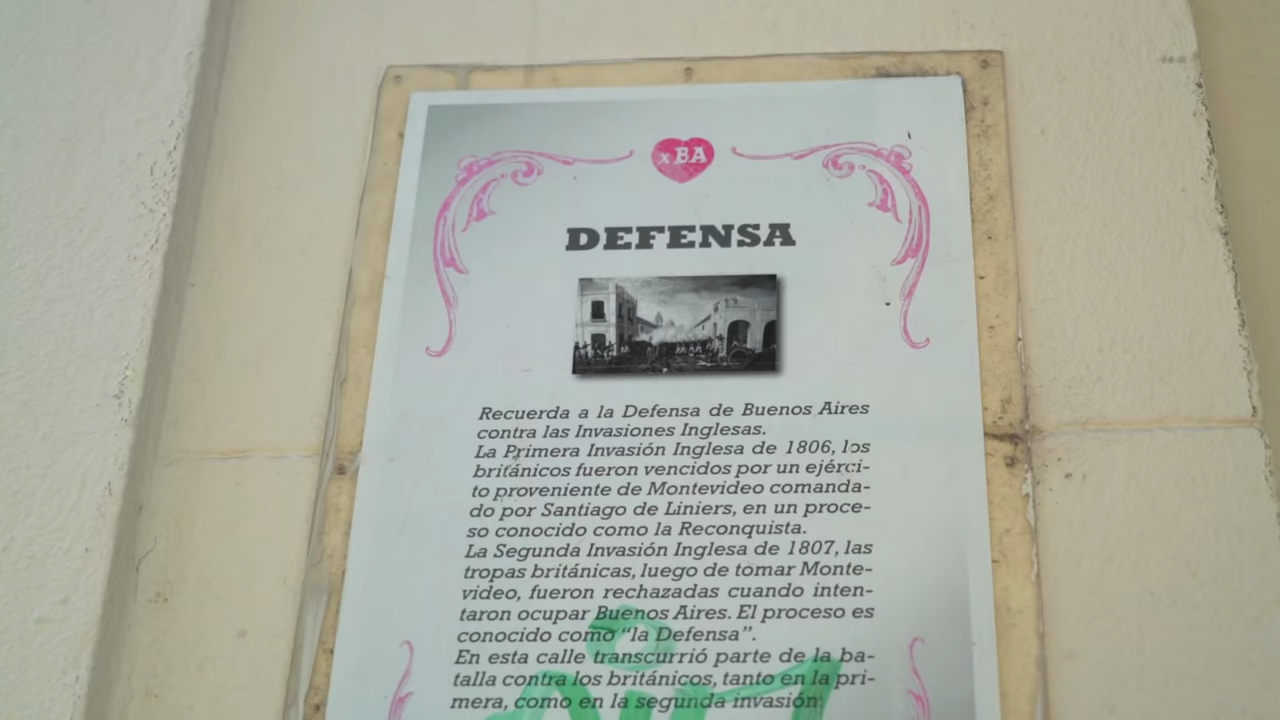 x BA
DEFENSA
Recuerda a la Defensa de Buenos Aires
contra las Invasiones Inglesas.
La Primera Invasión Inglesa de 1806, los
británicos fueron vencidos por un ejérci-
to proveniente de Montevideo comanda-
do por Santiago de Liniers, en un proce-
so conocido como la Reconquista.
La Segunda Invasión Inglesa de 1807, las
tropas británicas, luego de tomar Monte-
video, fueron rechazadas cuando inten-
taron ocupar Buenos Aires. El proceso es
conocido como “la Defensa”.
En esta calle transcurrió parte de la ba-
talla contra los británicos, tanto en la pri-
mera, como en la segunda invasión.